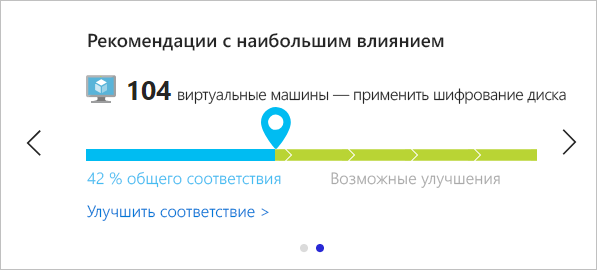 Рекомендации с наибольшим влиянием
104 виртуальные машины — применить шифрование диска
42 % общего соответствия
Возможные улучшения
Улучшить соответствие >